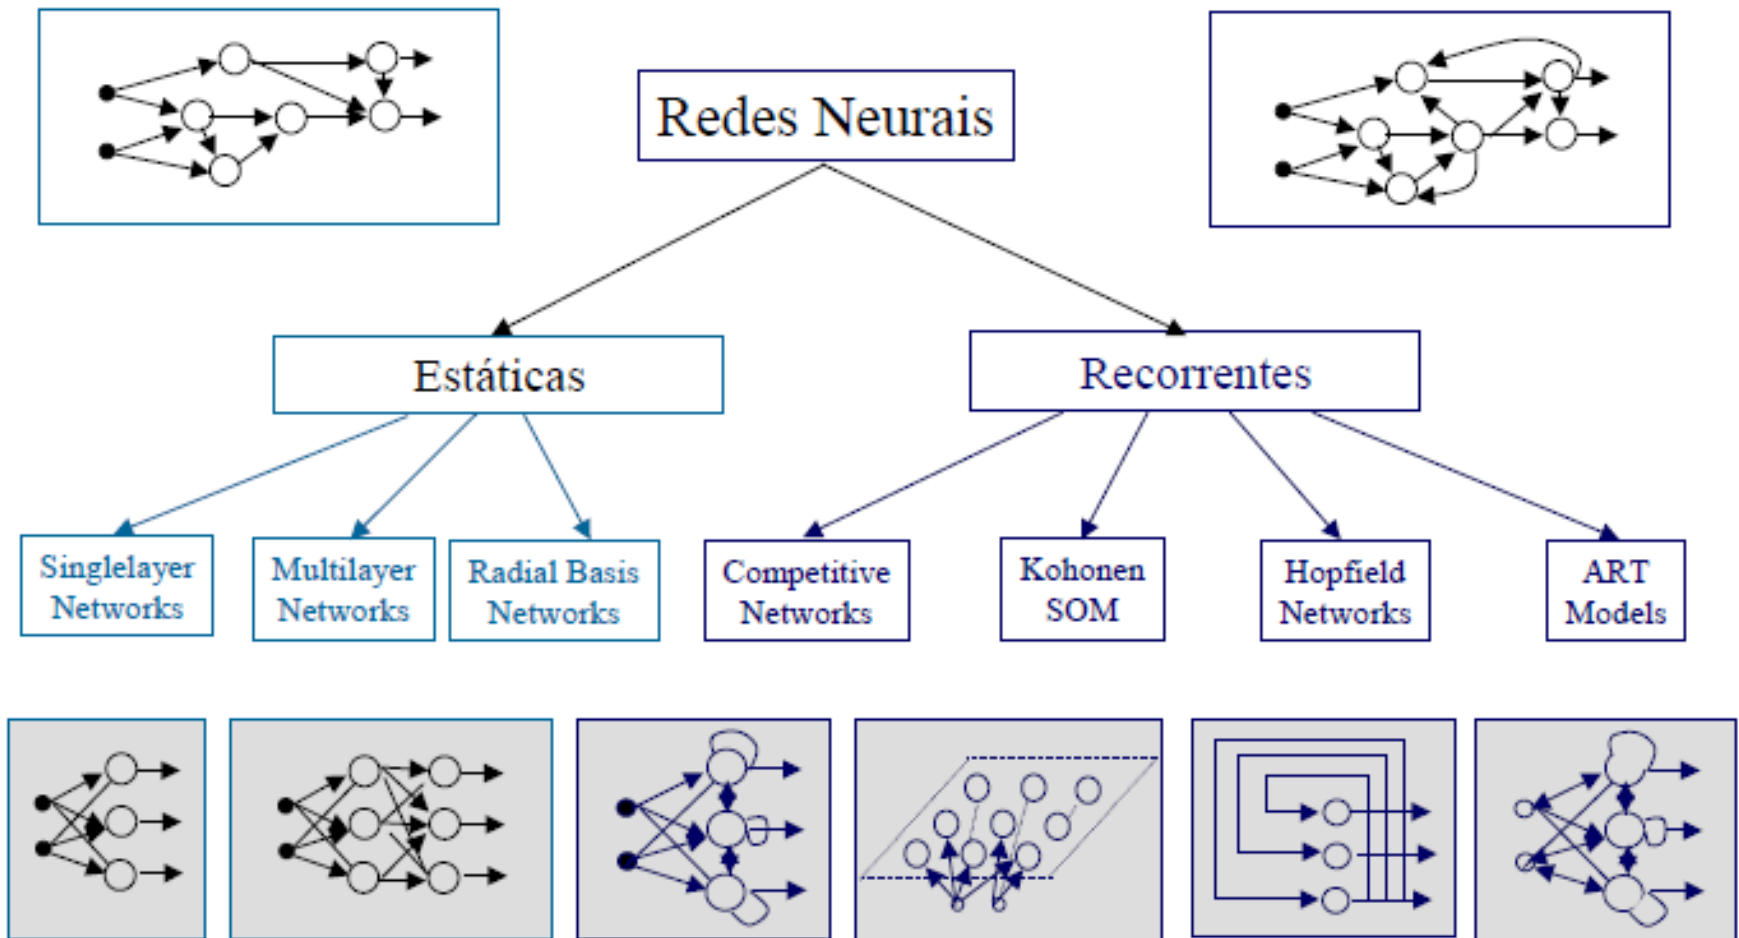 Redes Neurais
Estáticas
Recorrentes
Singlelayer
Networks
Multilayer
Networks
Radial Basis
Networks
Competitive
Networks
Kohonen
SOM
Hopfield
Networks
ART
Models